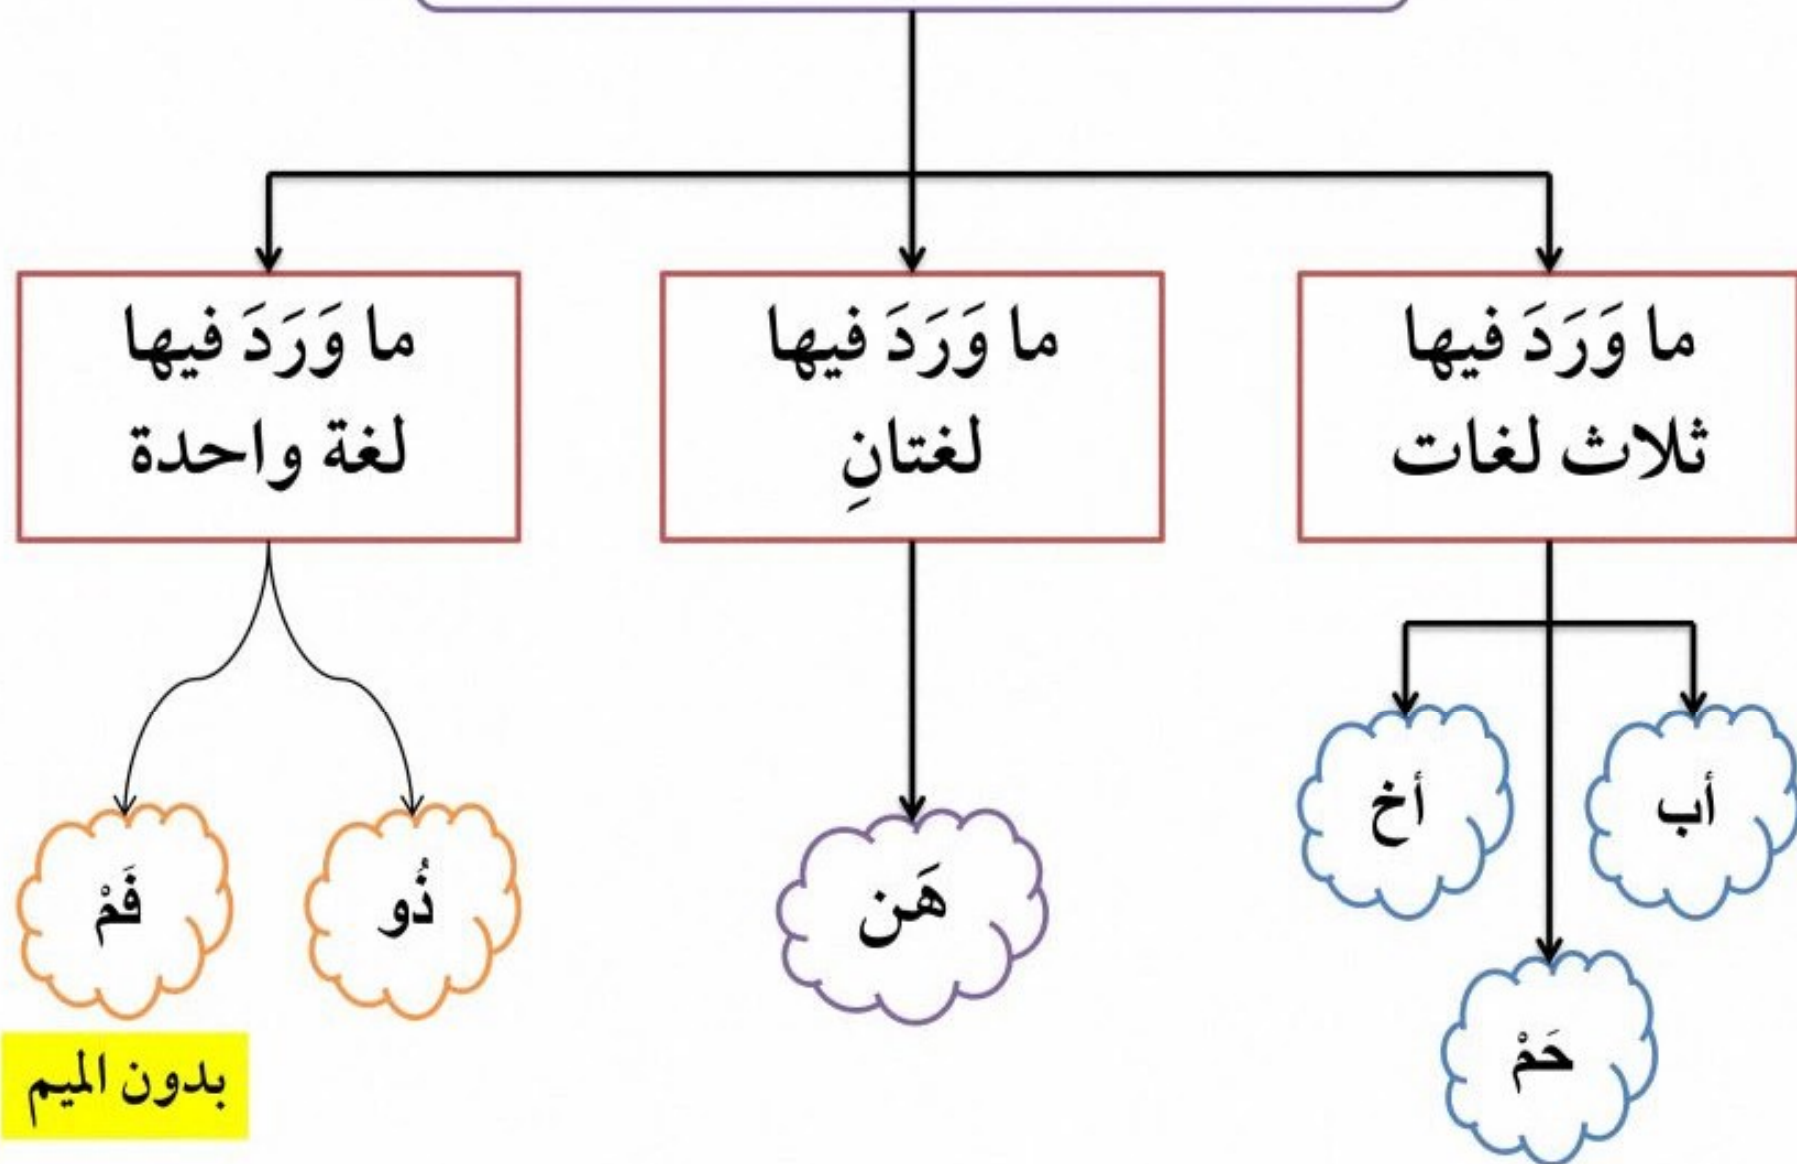 ما وَرَدَ فيها
ثلاث لغات
ما وَرَدَ فيها
لغتانِ
ما وَرَدَ فيها
لغة واحدة
أب
أخ
حَمْ
هَن
ذُو
فَمْ
بدون الميم